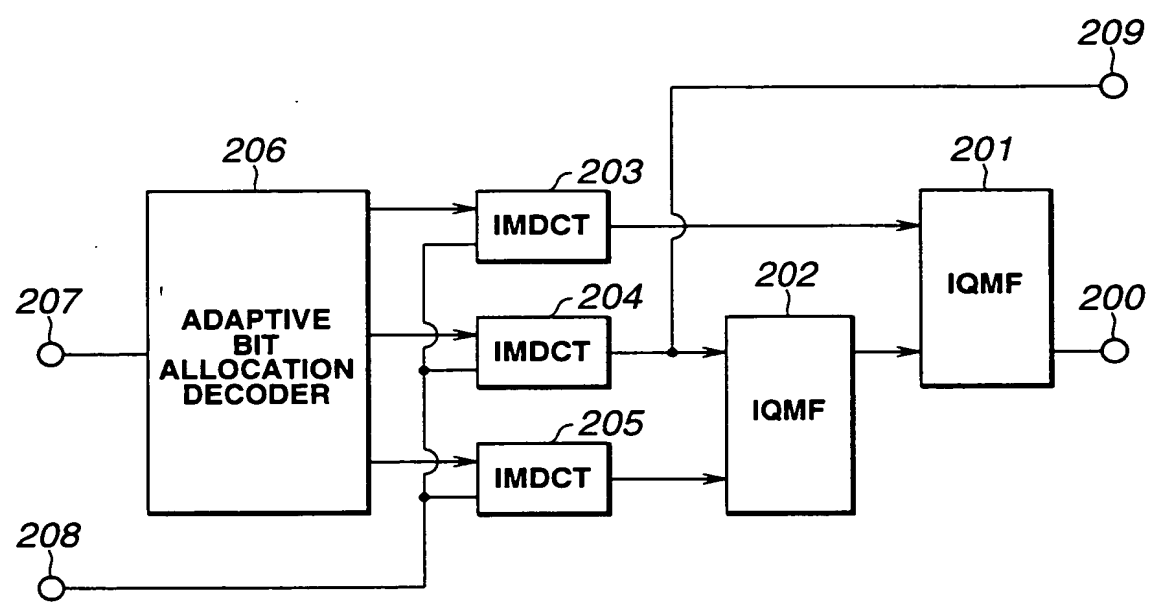 209
206
203
201
IMDCT
202
207
204
IQMF
200
ADAPTIVE
BIT
ALLOCATION
DECODER
IMDCT
IQMF
205
IMDCT
208